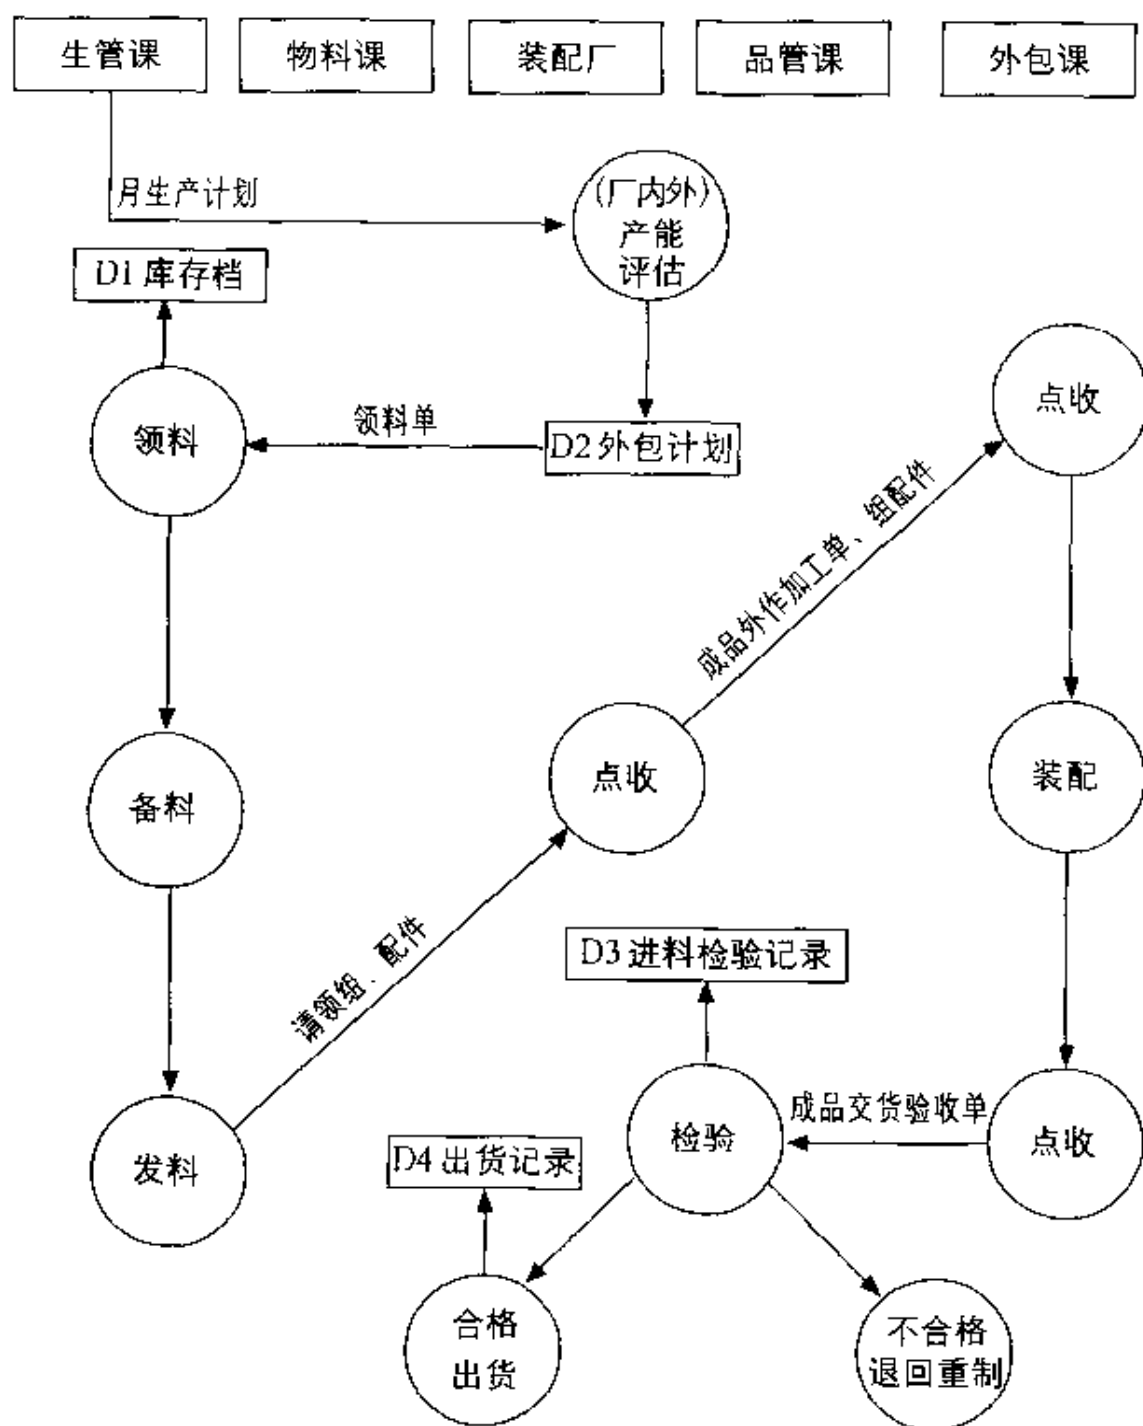 生管课
物料课
装配厂
品管课
外包课
月生产计划
(厂内外)
产能
评估
D1 库存档
领料
领料单
D2 外包计划
点收
成品外作加工单、组配件
备料
点收
装配
请领组、配件
D3 进料检验记录
发料
D4 出货记录
检验
成品交货验收单
点收
合格
出货
不合格
退回重制